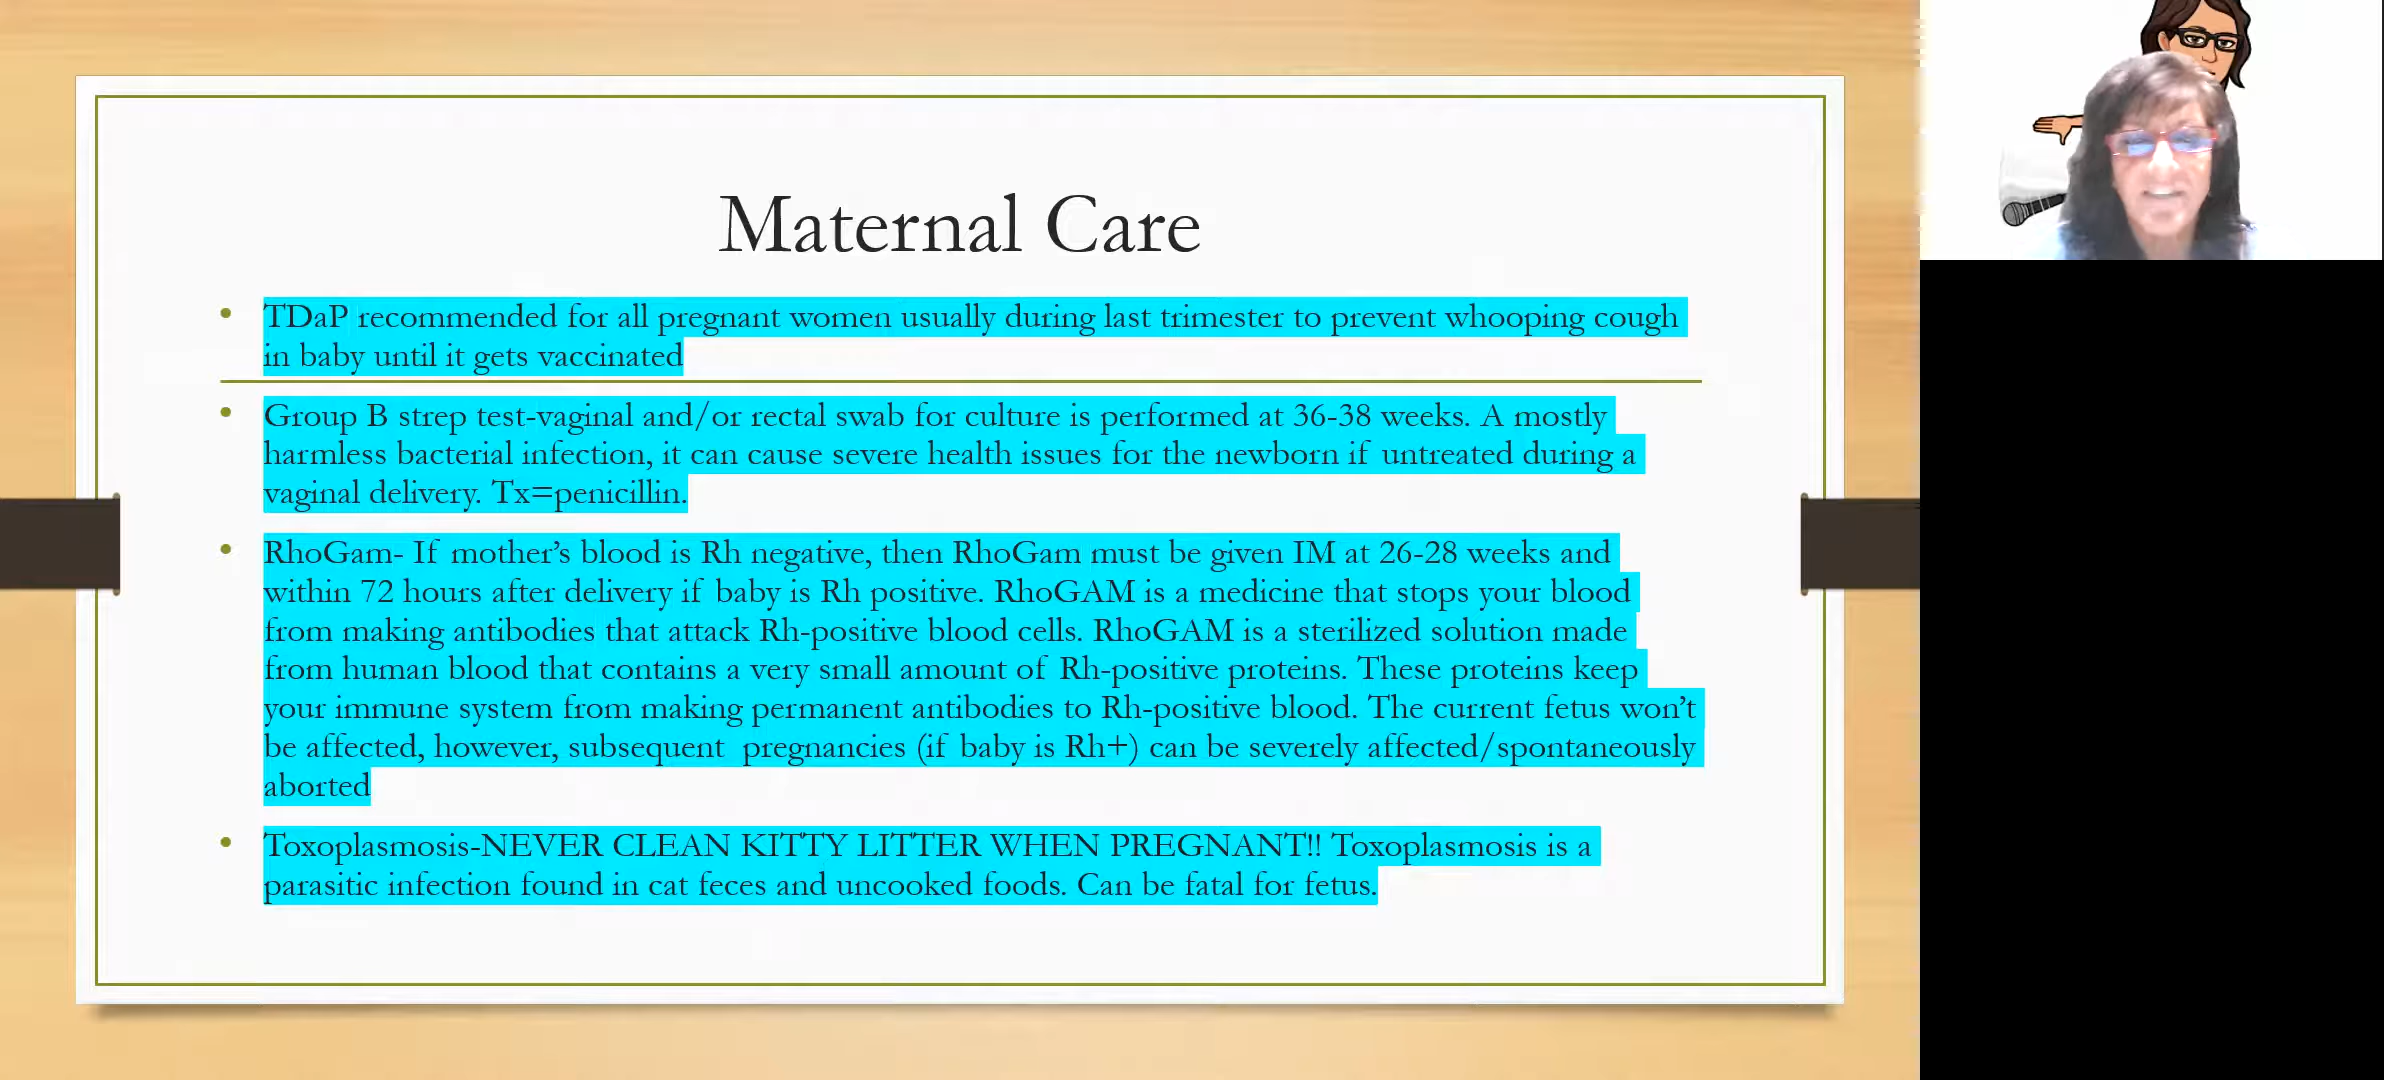 Maternal Care
• TDaP recommended for all pregnant women usually during last trimester to prevent whooping cough
in baby until it gets vaccinated
• Group B strep test-vaginal and/or rectal swab for culture is performed at 36-38 weeks. A mostly
harmless bacterial infection, it can cause severe health issues for the newborn if untreated during a
vaginal delivery. Tx=penicillin.
• RhoGam- If mother’s blood is Rh negative, then RhoGam must be given IM at 26-28 weeks and
within 72 hours after delivery if baby is Rh positive. RhoGAM is a medicine that stops your blood
from making antibodies that attack Rh-positive blood cells. RhoGAM is a sterilized solution made
from human blood that contains a very small amount of Rh-positive proteins. These proteins keep
your immune system from making permanent antibodies to Rh-positive blood. The current fetus won’t
be affected, however, subsequent pregnancies (if baby is Rh+) can be severely affected/spontaneously
aborted
• Toxoplasmosis-NEVER CLEAN KITTY LITTER WHEN PREGNANT!! Toxoplasmosis is a
parasitic infection found in cat feces and uncooked foods. Can be fatal for fetus.